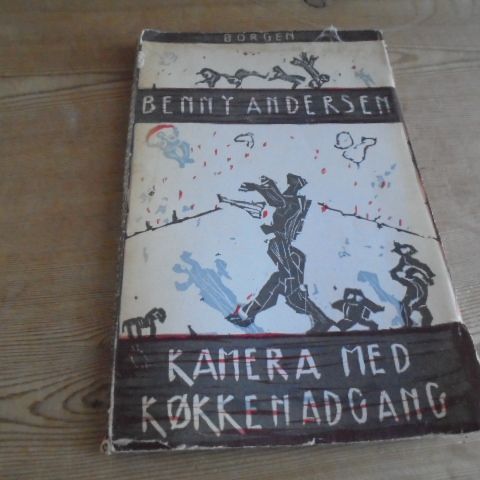 BORGEN
BENNY ANDERSEN
KAMERA MED
KØKKENADGANG